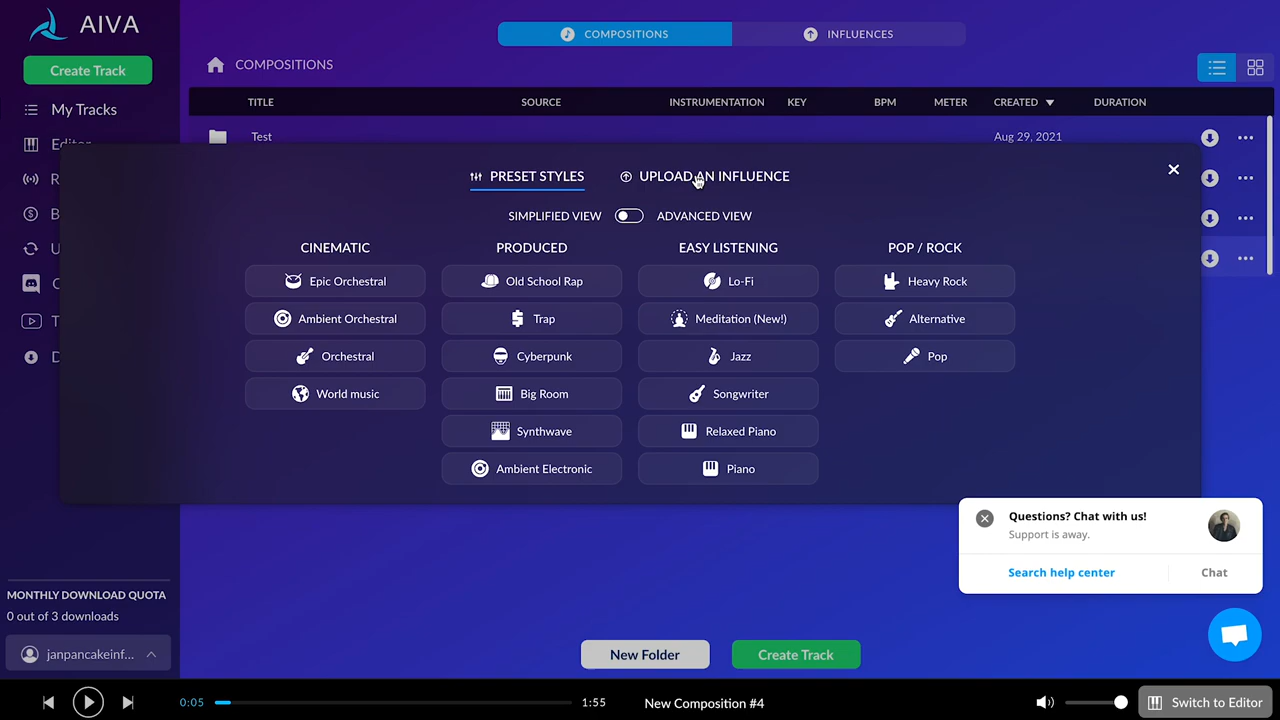 AIVA
COMPOSITIONS
INFLUENCES
Create Track
COMPOSITIONS
My Tracks
TITLE
SOURCE
INSTRUMENTATION
KEY
BPM
METER
CREATED
DURATION
Test
Aug 29, 2021
PRESET STYLES
UPLOAD AN INFLUENCE
SIMPLIFIED VIEW
ADVANCED VIEW
CINEMATIC
PRODUCED
EASY LISTENING
POP / ROCK
Epic Orchestral
Old School Rap
Lo-Fi
Heavy Rock
Ambient Orchestral
Trap
Meditation (New!)
Alternative
Orchestral
Cyberpunk
Jazz
Pop
World music
Big Room
Songwriter
Synthwave
Relaxed Piano
Ambient Electronic
Piano
Questions? Chat with us!
Support is away.
Search help center
Chat
MONTHLY DOWNLOAD QUOTA
0 out of 3 downloads
janpancakeinf...
New Folder
Create Track
0:05
1:55
New Composition #4
Switch to Editor